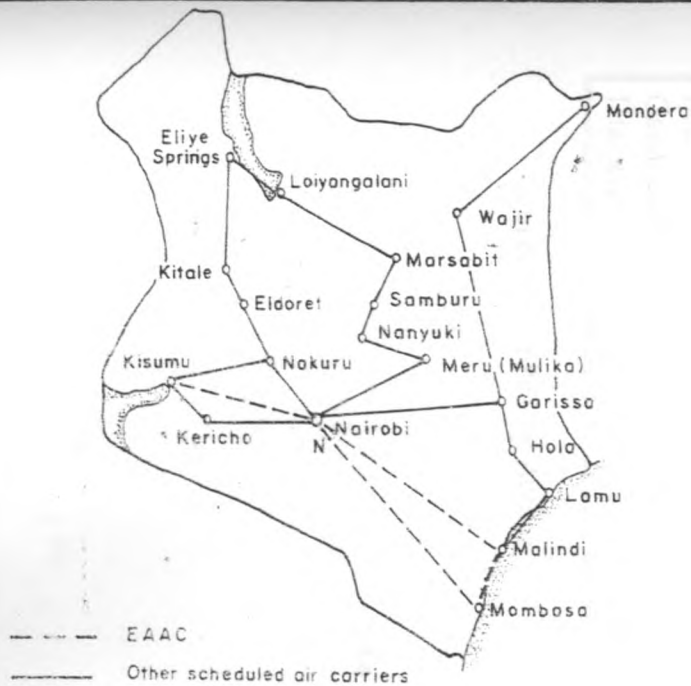 Mandera
Eliye
Springs
Loiyangalani
Wajir
Marsabit
Kitale
Eldoret
Samburu
Nanyuki
Kisumu
Nakuru
Meru (Mulika)
Garissa
Kericho
Nairobi
N
Hola
Lamu
Malindi
Mombasa
EAAC
Other scheduled air carriers